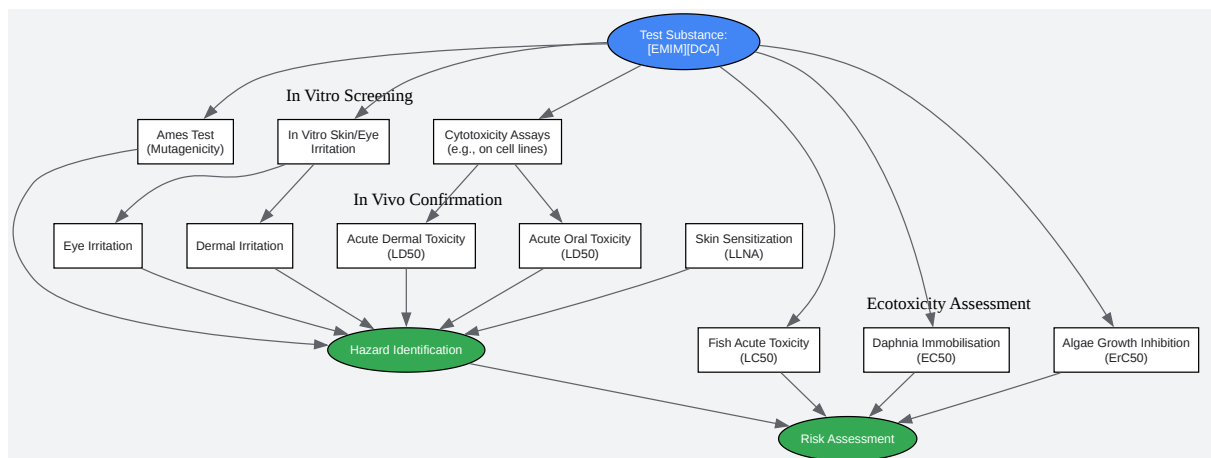 Test Substance:
[EMIM][DCA]
In Vitro Screening
Ames Test
(Mutagenicity)
In Vitro Skin/Eye
Irritation
Cytotoxicity Assays
(e.g., on cell lines)
In Vivo Confirmation
Eye Irritation
Dermal Irritation
Acute Dermal Toxicity
(LD50)
Acute Oral Toxicity
(LD50)
Skin Sensitization
(LLNA)
Ecotoxicity Assessment
Hazard Identification
Fish Acute Toxicity
(LC50)
Daphnia Immobilisation
(EC50)
Algae Growth Inhibition
(ErC50)
Risk Assessment